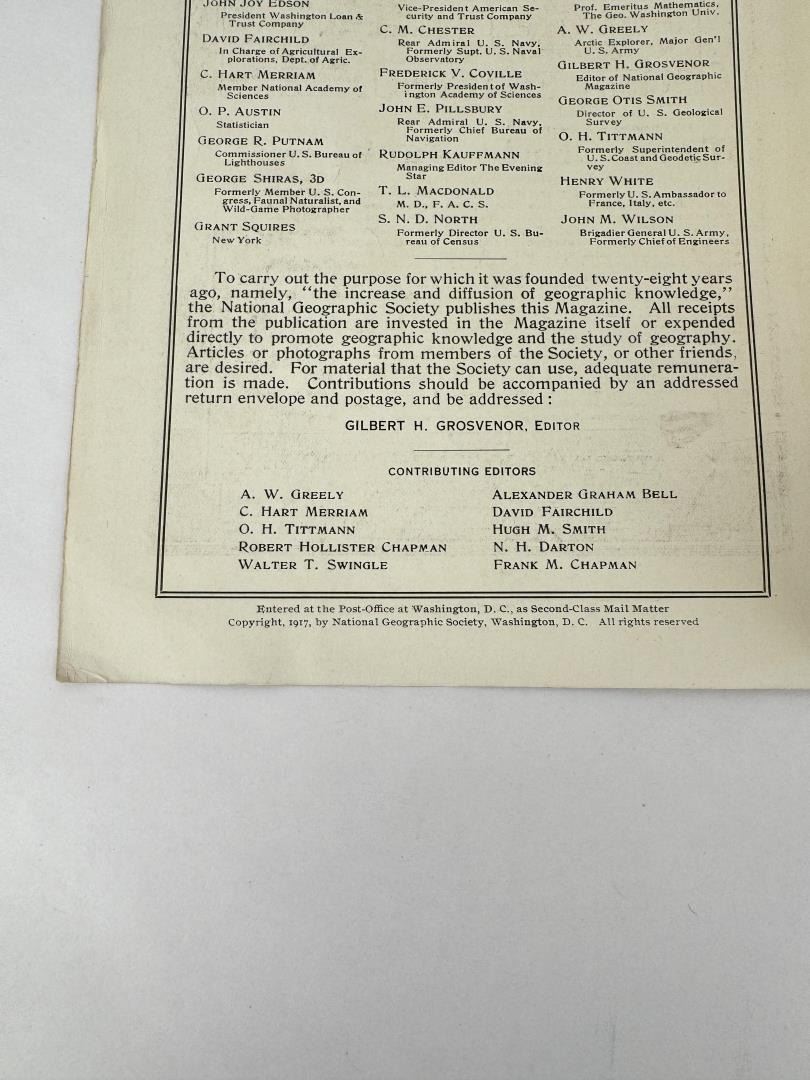 JOHN JOY EDSON
President Washington Loan &
Trust Company
DAVID FAIRCHILD
In Charge of Agricultural Ex-
plorations, Dept. of Agric.
C. HART MERRIAM
Member National Academy of
Sciences
O. P. AUSTIN
Statistician
GEORGE R. PUTNAM
Commissioner U. S. Bureau of
Lighthouses
GEORGE SHIRAS, 3D
Formerly Member U. S. Con-
gress, Faunal Naturalist, and
Wild-Game Photographer
GRANT SQUIRES
New York
Vice-President American Se-
curity and Trust Company
C. M. CHESTER
Rear Admiral U. S. Navy,
Formerly Supt. U. S. Naval
Observatory
FREDERICK V. COVILLE
Formerly President of Wash-
ington Academy of Sciences
JOHN E. PILLSBURY
Rear Admiral U. S. Navy,
Formerly Chief Bureau of
Navigation
RUDOLPH KAUFFMANN
Managing Editor The Evening
Star
T. L. MACDONALD
M. D., F. A. C. S.
S. N. D. NORTH
Formerly Director U. S. Bu-
reau of Census
Prof. Emeritus Mathematics,
The Geo. Washington Univ.
A. W. GREELY
Arctic Explorer, Major Gen'l
U. S. Army
GILBERT H. GROSVENOR
Editor of National Geographic
Magazine
GEORGE OTIS SMITH
Director of U. S. Geological
Survey
O. H. TITTMANN
Formerly Superintendent of
U. S. Coast and Geodetic Sur-
vey
HENRY WHITE
Formerly U. S. Ambassador to
France, Italy, etc.
JOHN M. WILSON
Brigadier General U. S. Army,
Formerly Chief of Engineers
To carry out the purpose for which it was founded twenty-eight years
ago, namely, "the increase and diffusion of geographic knowledge,"
the National Geographic Society publishes this Magazine. All receipts
from the publication are invested in the Magazine itself or expended
directly to promote geographic knowledge and the study of geography.
Articles or photographs from members of the Society, or other friends,
are desired. For material that the Society can use, adequate remunera-
tion is made. Contributions should be accompanied by an addressed
return envelope and postage, and be addressed :
GILBERT H. GROSVENOR, EDITOR
CONTRIBUTING EDITORS
A. W. GREELY
C. HART MERRIAM
O. H. TITTMANN
ROBERT HOLLISTER CHAPMAN
WALTER T. SWINGLE
ALEXANDER GRAHAM BELL
DAVID FAIRCHILD
HUGH M. SMITH
N. H. DARTON
FRANK M. CHAPMAN
Entered at the Post-Office at Washington, D. C., as Second-Class Mail Matter
Copyright, 1917, by National Geographic Society, Washington, D. C. All rights reserved